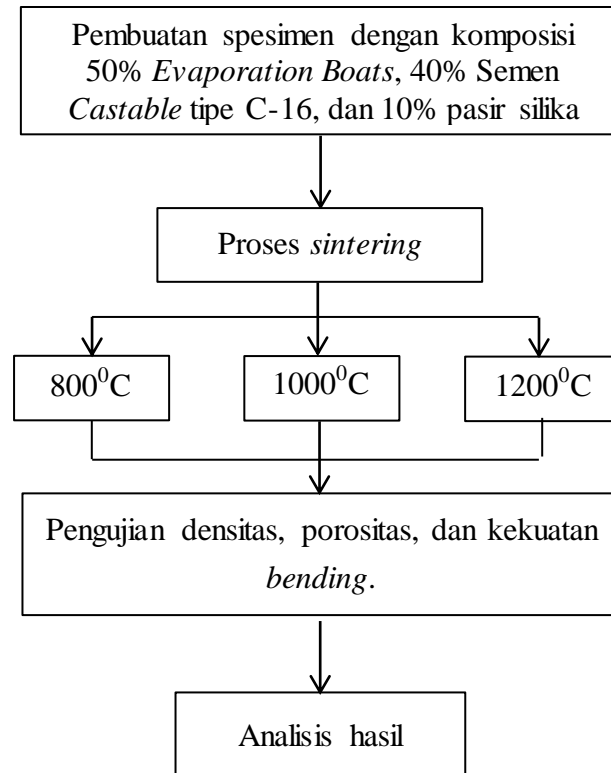 Pembuatan spesimen dengan komposisi
50% Evaporation Boats, 40% Semen
Castable tipe C-16, dan 10% pasir silika
Proses sintering
800⁰C 1000⁰C 1200⁰C
Pengujian densitas, porositas, dan kekuatan
bending.
Analisis hasil